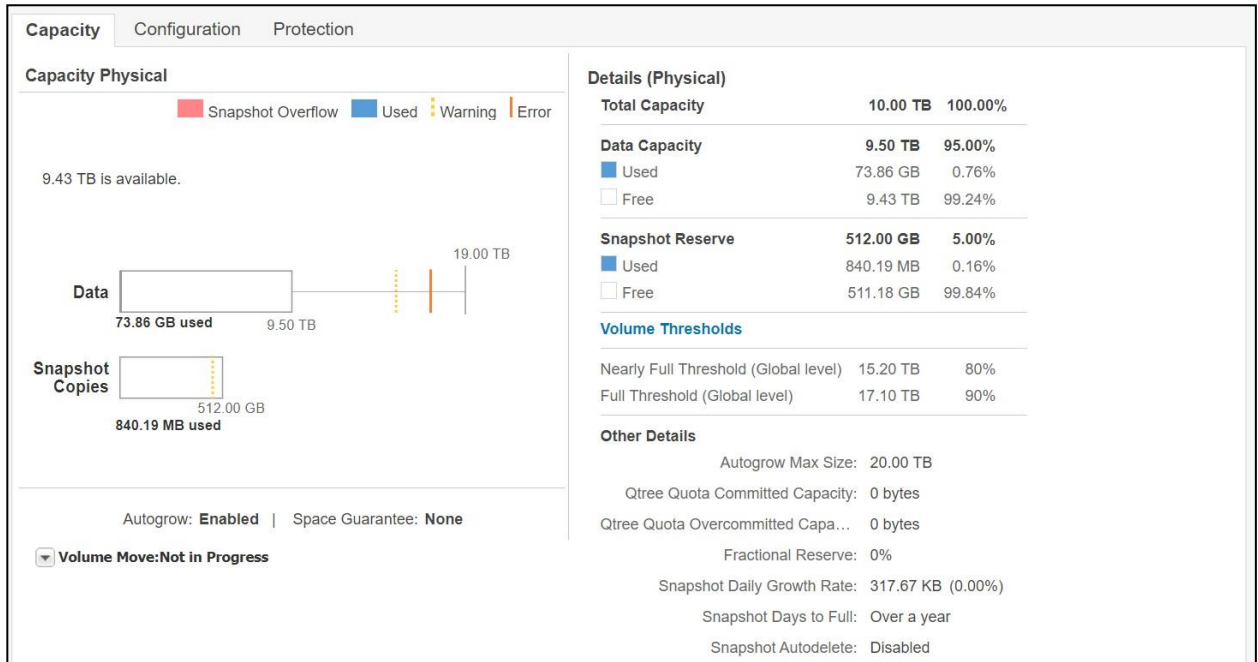 Capacity Configuration Protection
Capacity Physical
Snapshot Overflow Used Warning Error
9.43 TB is available.
19.00 TB
Data
73.86 GB used 9.50 TB
Snapshot
Copies
512.00 GB
840.19 MB used
Autogrow: Enabled | Space Guarantee: None
Volume Move:Not in Progress
Details (Physical)
Total Capacity 10.00 TB 100.00%
Data Capacity 9.50 TB 95.00%
Used 73.86 GB 0.76%
Free 9.43 TB 99.24%
Snapshot Reserve 512.00 GB 5.00%
Used 840.19 MB 0.16%
Free 511.18 GB 99.84%
Volume Thresholds
Nearly Full Threshold (Global level) 15.20 TB 80%
Full Threshold (Global level) 17.10 TB 90%
Other Details
Autogrow Max Size: 20.00 TB
Qtree Quota Committed Capacity: 0 bytes
Qtree Quota Overcommitted Capa... 0 bytes
Fractional Reserve: 0%
Snapshot Daily Growth Rate: 317.67 KB (0.00%)
Snapshot Days to Full: Over a year
Snapshot Autodelete: Disabled